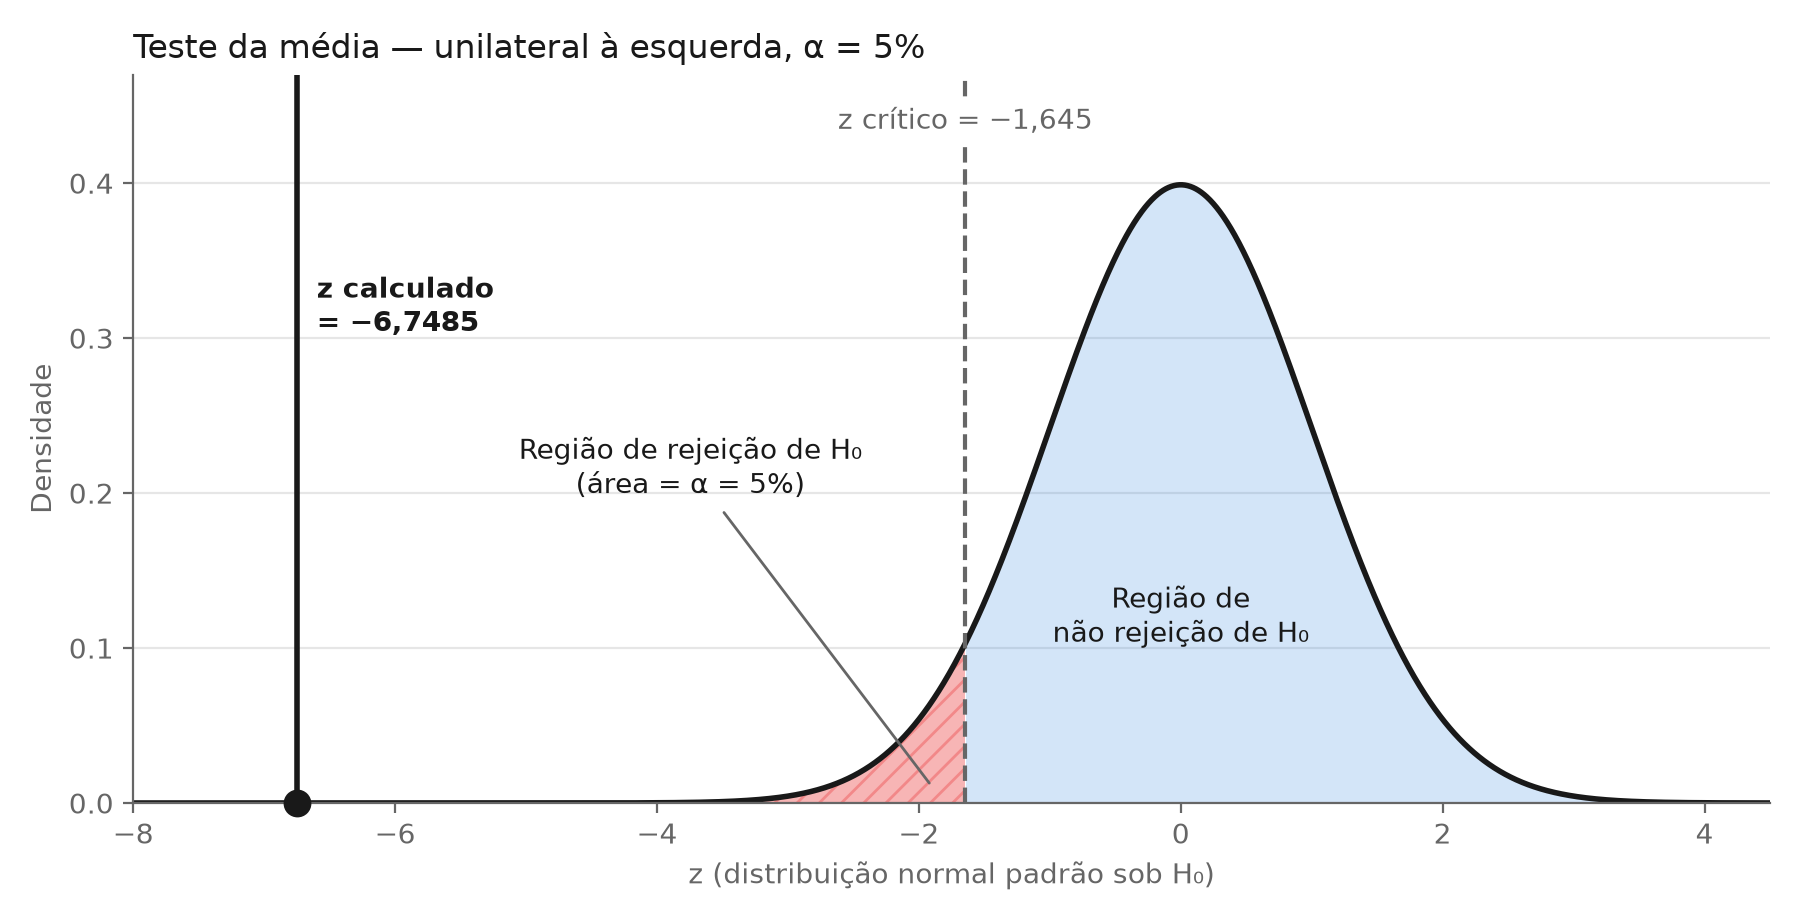 Teste da média — unilateral à esquerda, α = 5%
z crítico = −1,645
0.4
z calculado
= −6,7485
0.3
Densidade
Região de rejeição de H₀
(área = α = 5%)
0.2
Região de
não rejeição de H₀
0.1
0.0
−8
−6
−4
−2
0
2
4
z (distribuição normal padrão sob H₀)